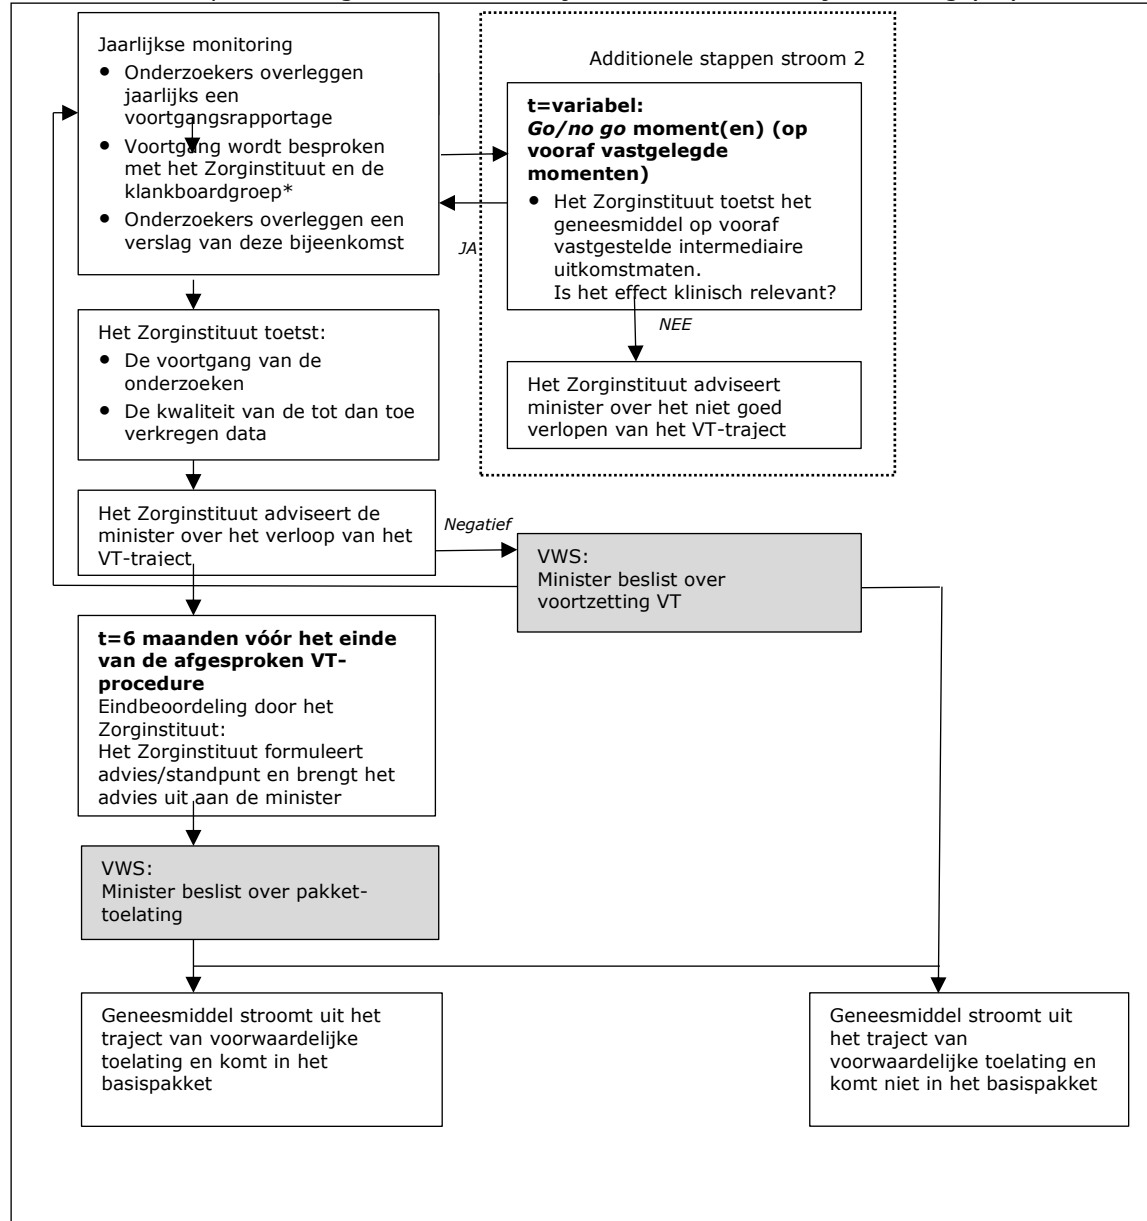 Jaarlijkse monitoring
• Onderzoekers overleggen
jaarlijks een
voortgangsrapportage
• Voortgang wordt besproken
met het Zorginstituut en de
klankboardgroep*
• Onderzoekers overleggen een
verslag van deze bijeenkomst
Additionele stappen stroom 2
t=variabel:
Go/no go moment(en) (op
vooraf vastgelegde
momenten)
• Het Zorginstituut toetst het
geneesmiddel op vooraf
vastgestelde intermediaire
uitkomstmaten.
Is het effect klinisch relevant?
JA
NEE
Het Zorginstituut adviseert
minister over het niet goed
verlopen van het VT-traject
Het Zorginstituut toetst:
• De voortgang van de
onderzoeken
• De kwaliteit van de tot dan toe
verkregen data
Het Zorginstituut adviseert de
minister over het verloop van het
VT-traject
Negatief
VWS:
Minister beslist over
voortzetting VT
t=6 maanden vóór het einde
van de afgesproken VT-
procedure
Eindbeoordeling door het
Zorginstituut:
Het Zorginstituut formuleert
advies/standpunt en brengt het
advies uit aan de minister
VWS:
Minister beslist over pakket-
toelating
Geneesmiddel stroomt uit het
traject van voorwaardelijke
toelating en komt in het
basispakket
Geneesmiddel stroomt uit
het traject van
voorwaardelijke toelating en
komt niet in het basispakket